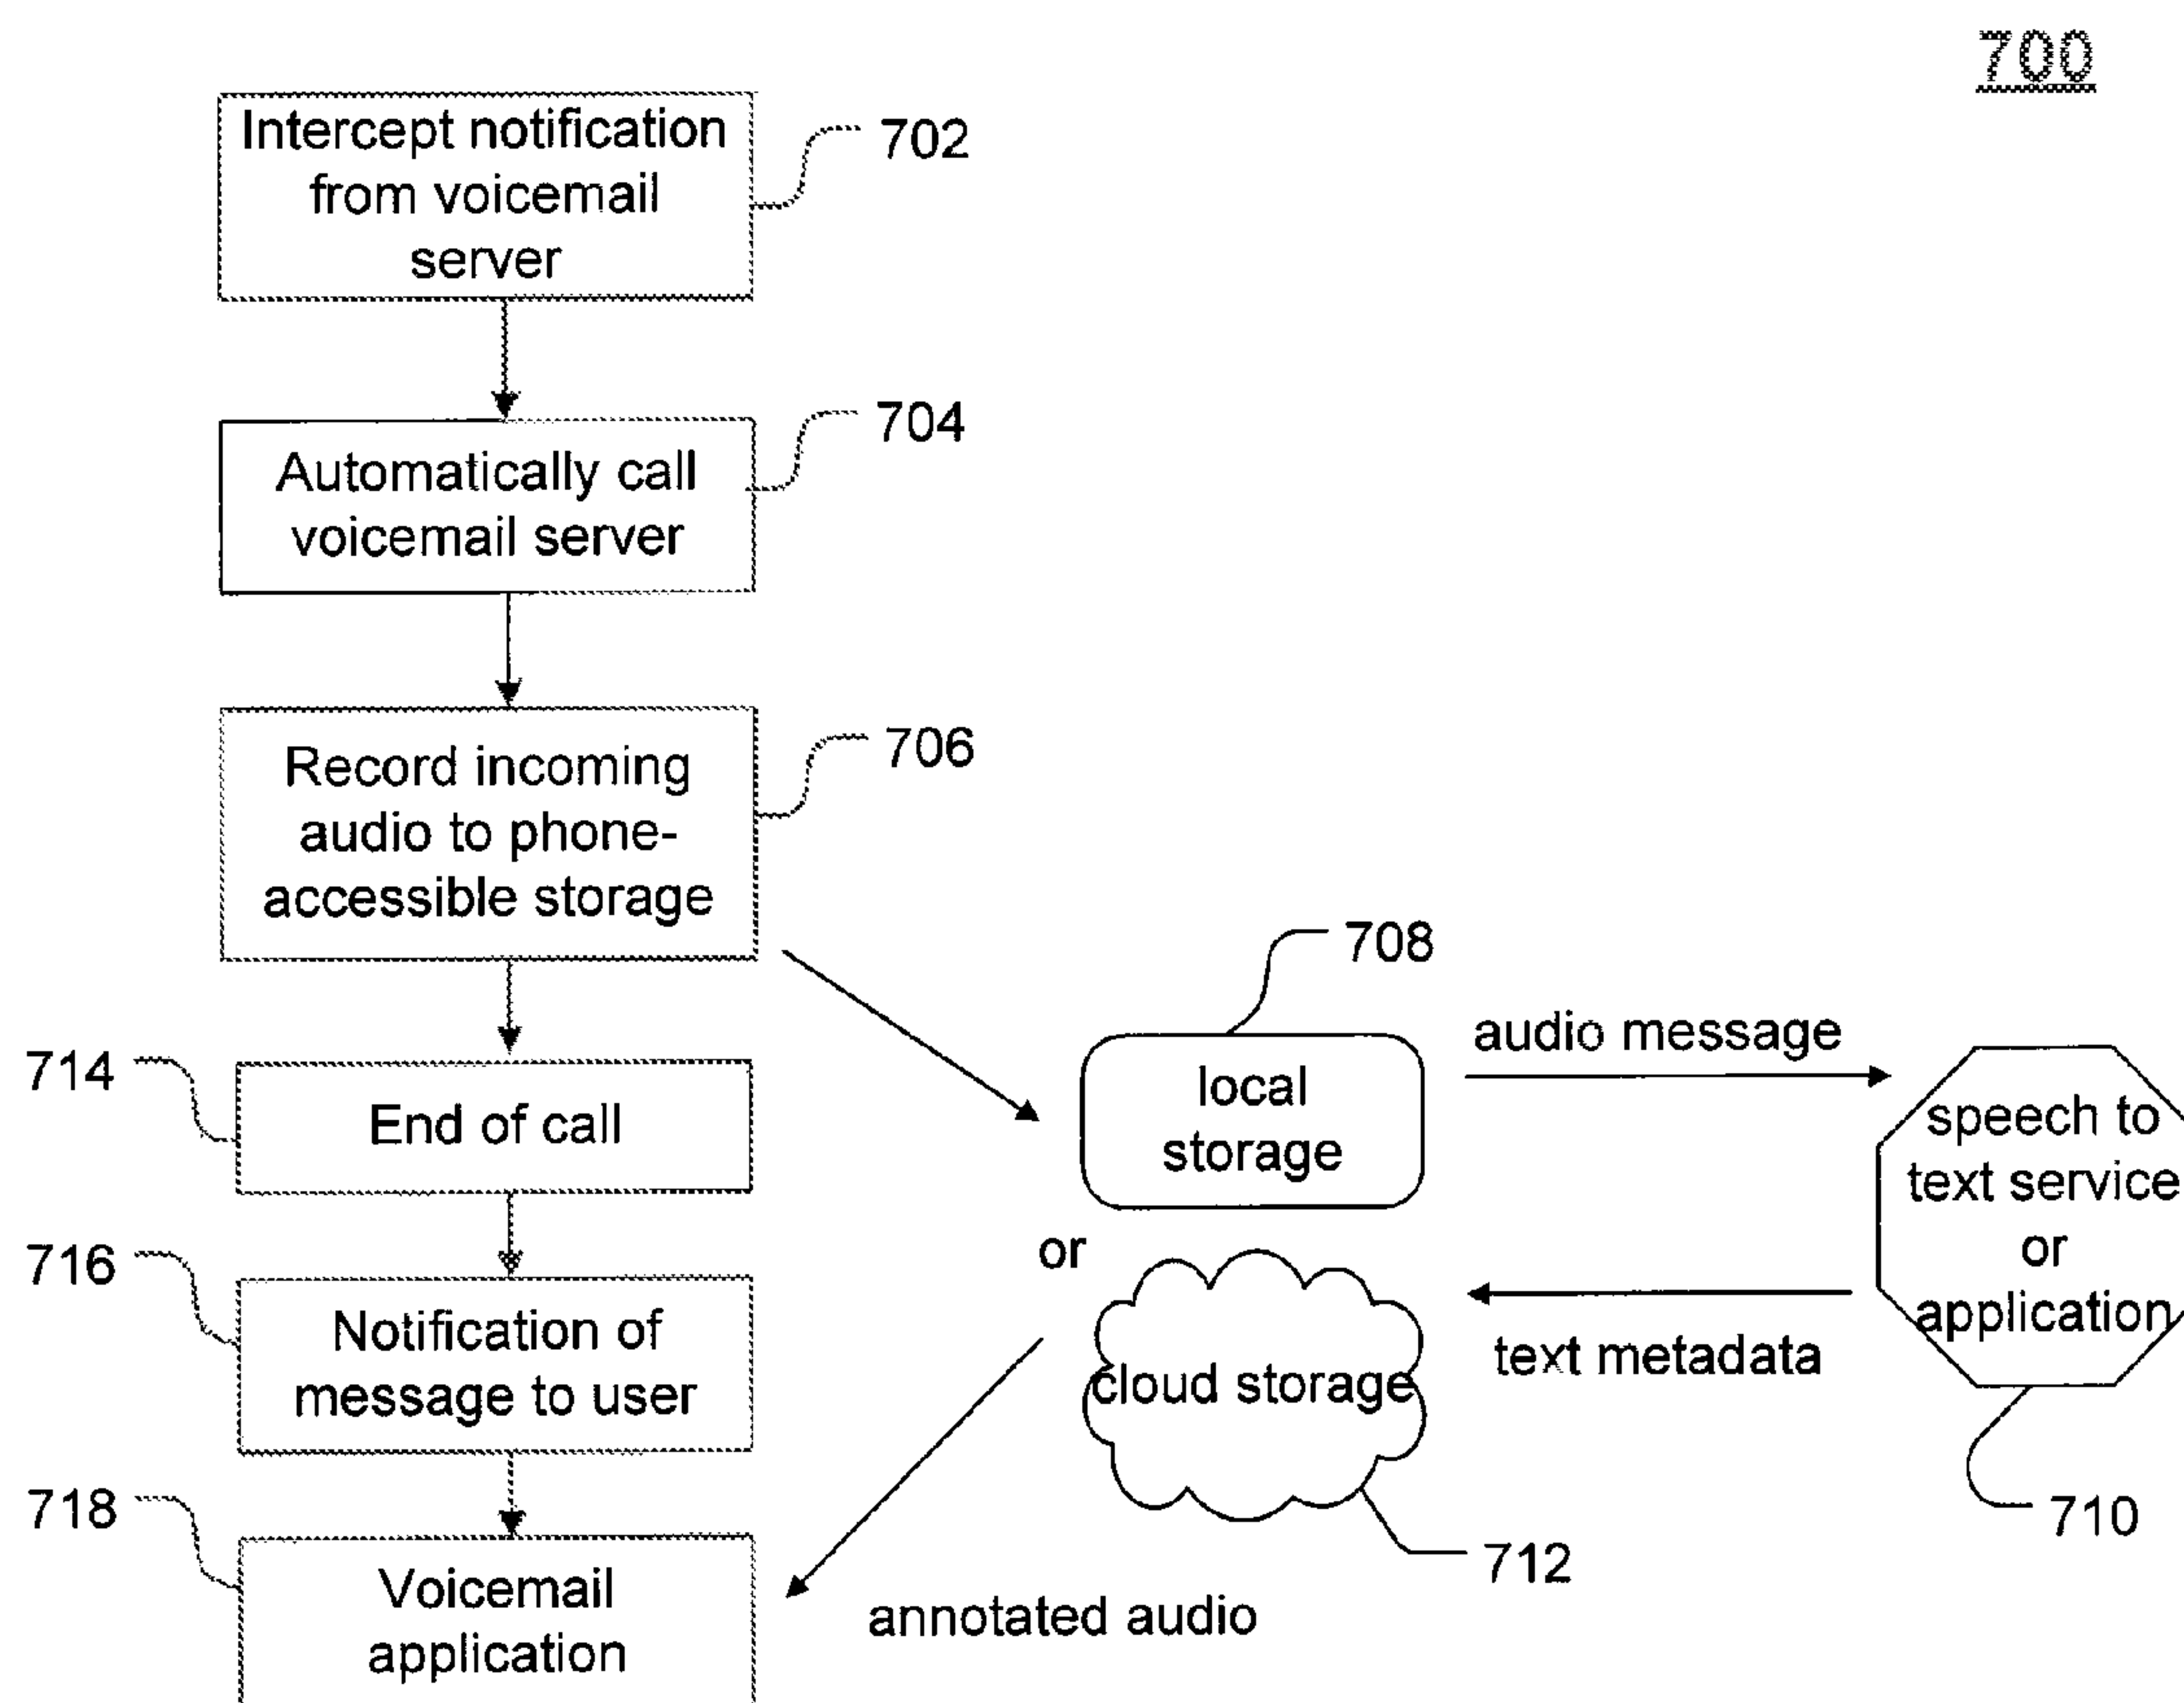 700
Intercept notification
from voicemail
server
702
Automatically call
voicemail server
704
Record incoming
audio to phone-
accessible storage
706
714
End of call
716
Notification of
message to user
718
Voicemail
application
708
local
storage
or
cloud storage
712
audio message
text metadata
speech to
text service
or
application
710
annotated audio